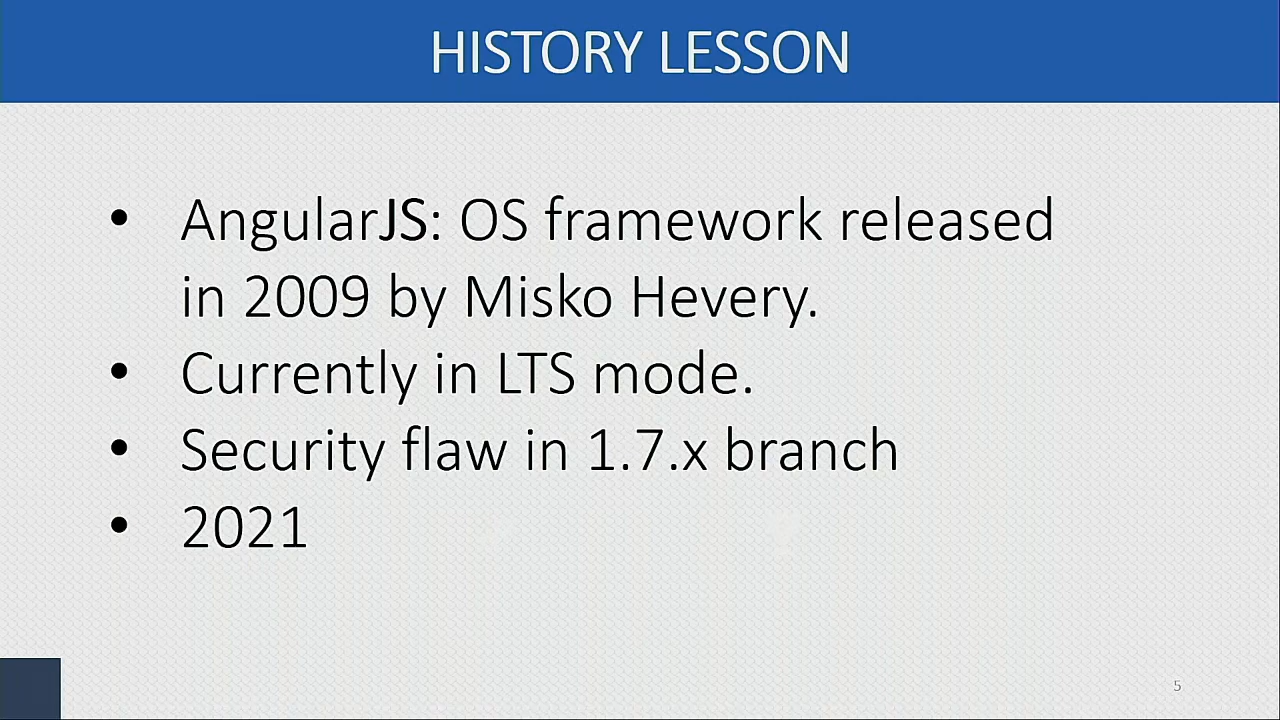 HISTORY LESSON
• AngularJS: OS framework released
in 2009 by Misko Hevery.
• Currently in LTS mode.
• Security flaw in 1.7.x branch
• 2021
5